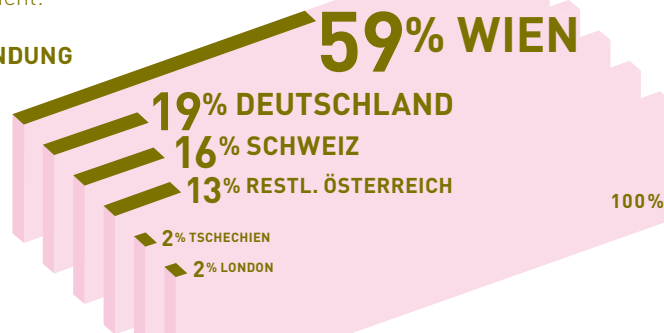 59% WIEN
NDUNG
19% DEUTSCHLAND
16% SCHWEIZ
13% RESTL. ÖSTERREICH
100%
2% TSCHECHIEN
2% LONDON